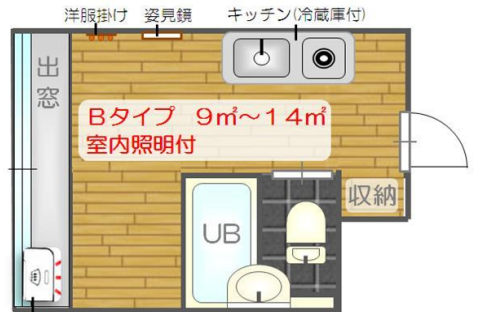 洋服掛け 姿見鏡 キッチン(冷蔵庫付)
出窓
Bタイプ 9㎡~14㎡
室内照明付
収納
UB